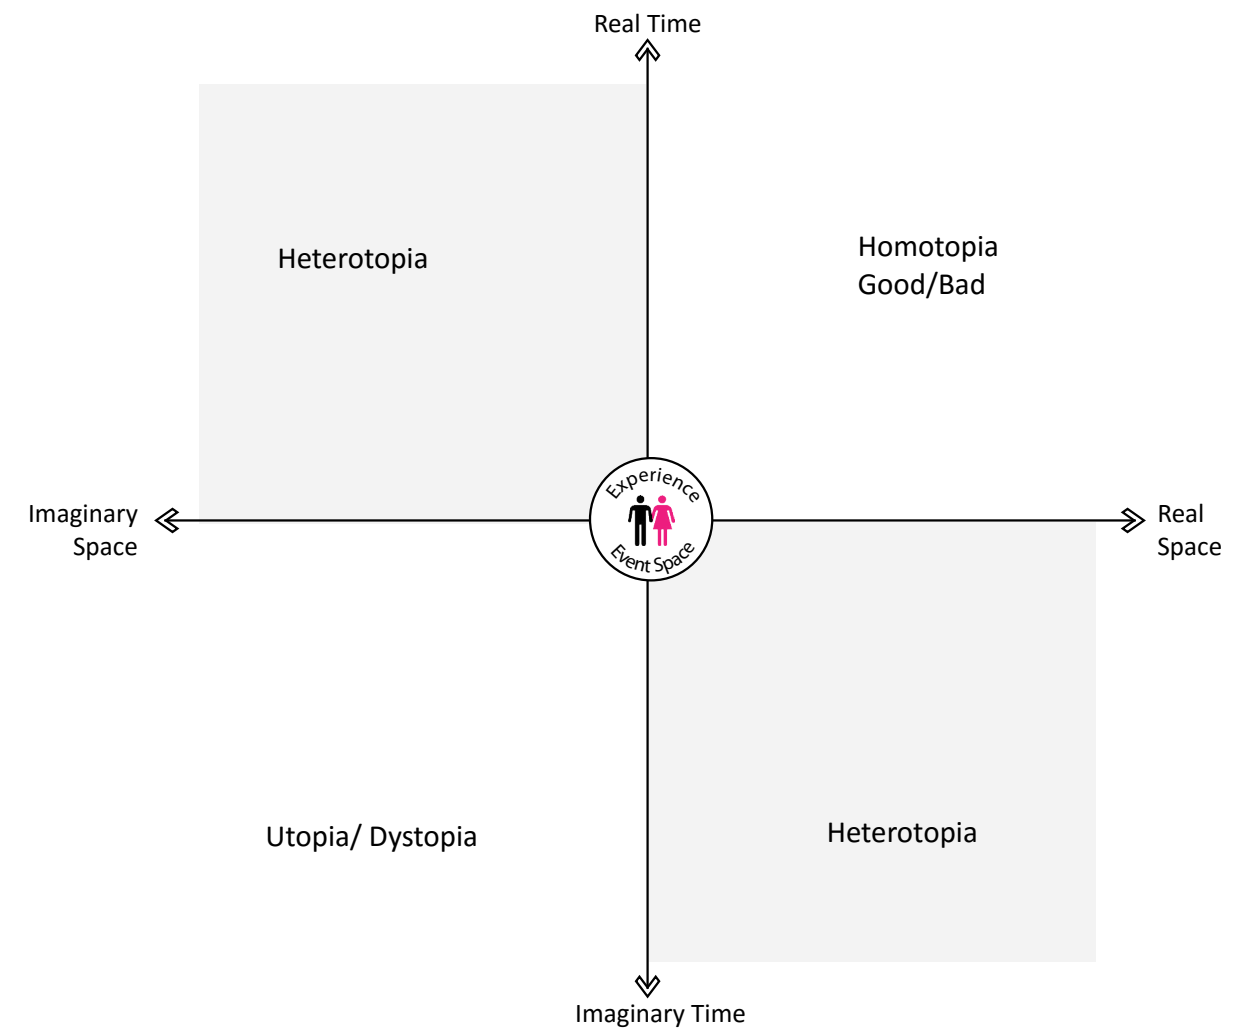 Real Time
Heterotopia
Homotopia
Good/Bad
Imaginary
Space
Experience
Event Space
Real
Space
Utopia/ Dystopia
Heterotopia
Imaginary Time